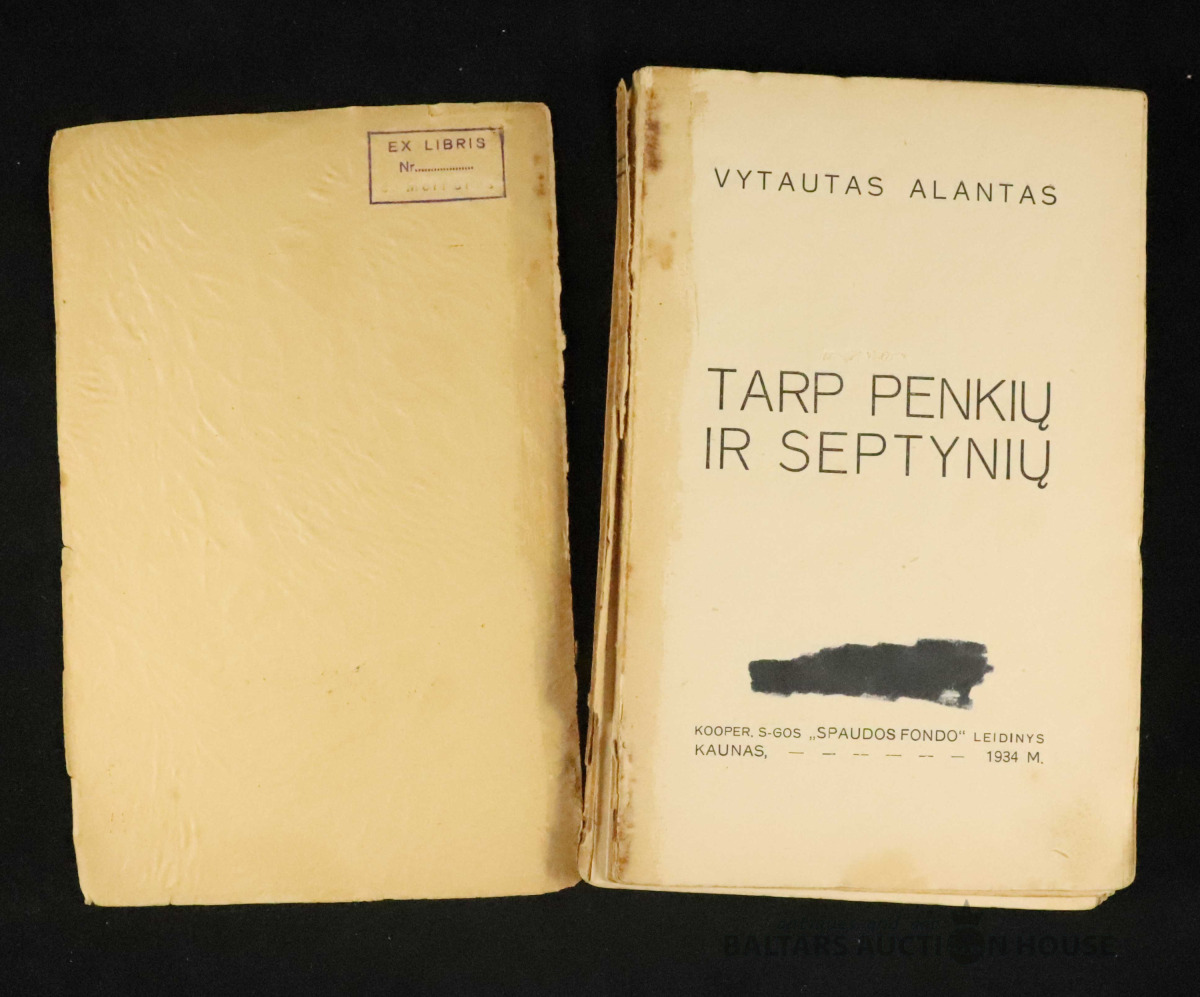 EX LIBRIS
Nr...................
VYTAUTAS ALANTAS
TARP PENKIŲ
IR SEPTYNIŲ
KOOPER. S-GOS „SPAUDOS FONDO“ LEIDINYS
KAUNAS, — — — — — — 1934 M.
BALTARS AUCTION HOUSE